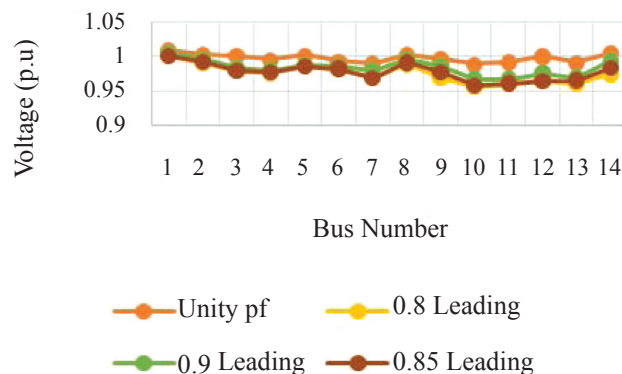 1.05
1
0.95
0.9
Voltage (p.u)
1 2 3 4 5 6 7 8 9 10 11 12 13 14
Bus Number
Unity pf
0.8 Leading
0.9 Leading
0.85 Leading